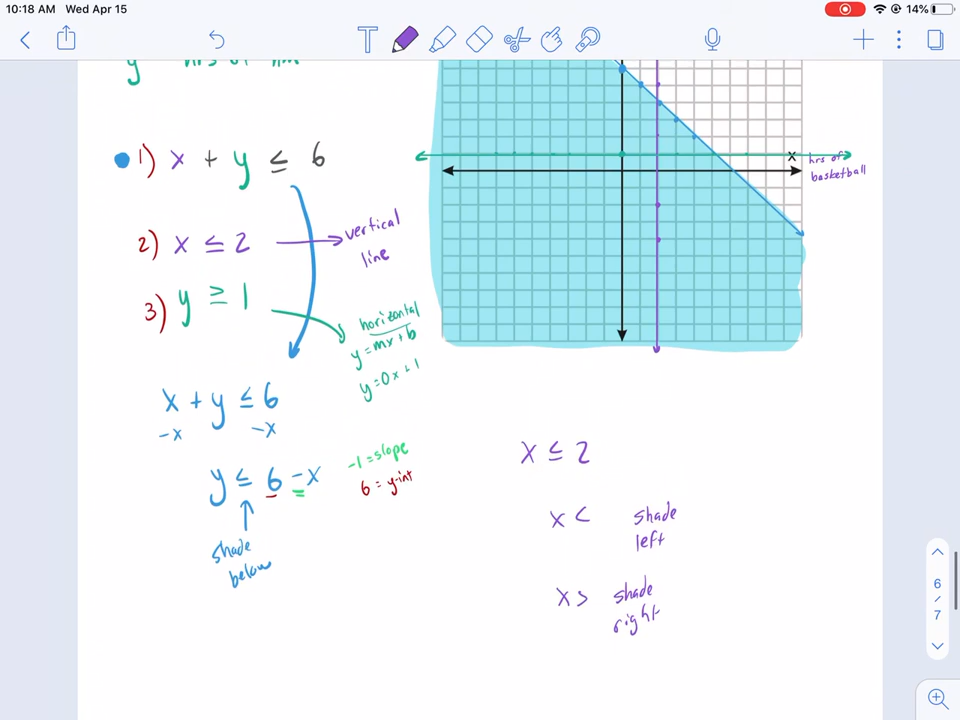 10:18 AM Wed Apr 15
14%
T
y
1) x + y ≤ 6
2) x ≤ 2
vertical
line
3) y ≥ 1
horizontal
y = mx + b
y = 0x + 1
x + y ≤ 6
-x -x
y ≤ 6 - x
-1 = slope
6 = y-int
shade
below
x hrs of
basketball
x ≤ 2
x < shade
left
x > shade
right
6
/
7